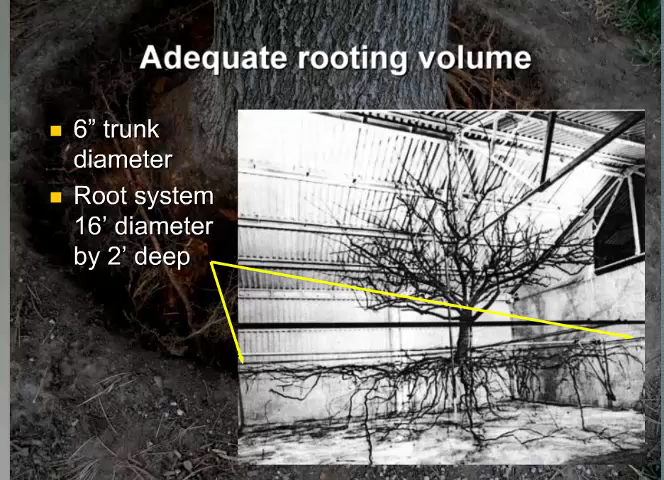 Adequate rooting volume
6” trunk
diameter
Root system
16’ diameter
by 2’ deep